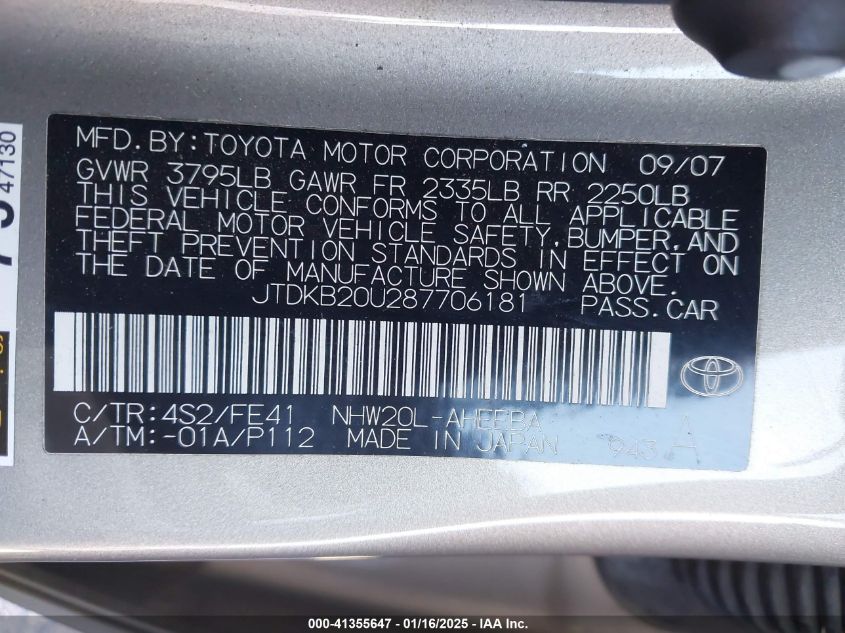 MFD.BY:TOYOTA MOTOR CORPORATION 09/07
GVWR 3795LB GAWR FR 2335LB RR 2250LB
THIS VEHICLE CONFORMS TO ALL APPLICABLE
FEDERAL MOTOR VEHICLE SAFETY, BUMPER, AND
THEFT PREVENTION STANDARDS IN EFFECT ON
THE DATE OF MANUFACTURE SHOWN ABOVE.
JTDKB20U287706181 PASS.CAR
C/TR:4S2/FE41 NHW20L-AHEEBA
A/TM:-01A/P112 MADE IN JAPAN 943 A
47130
000-41355647 - 01/16/2025 - IAAI Inc.